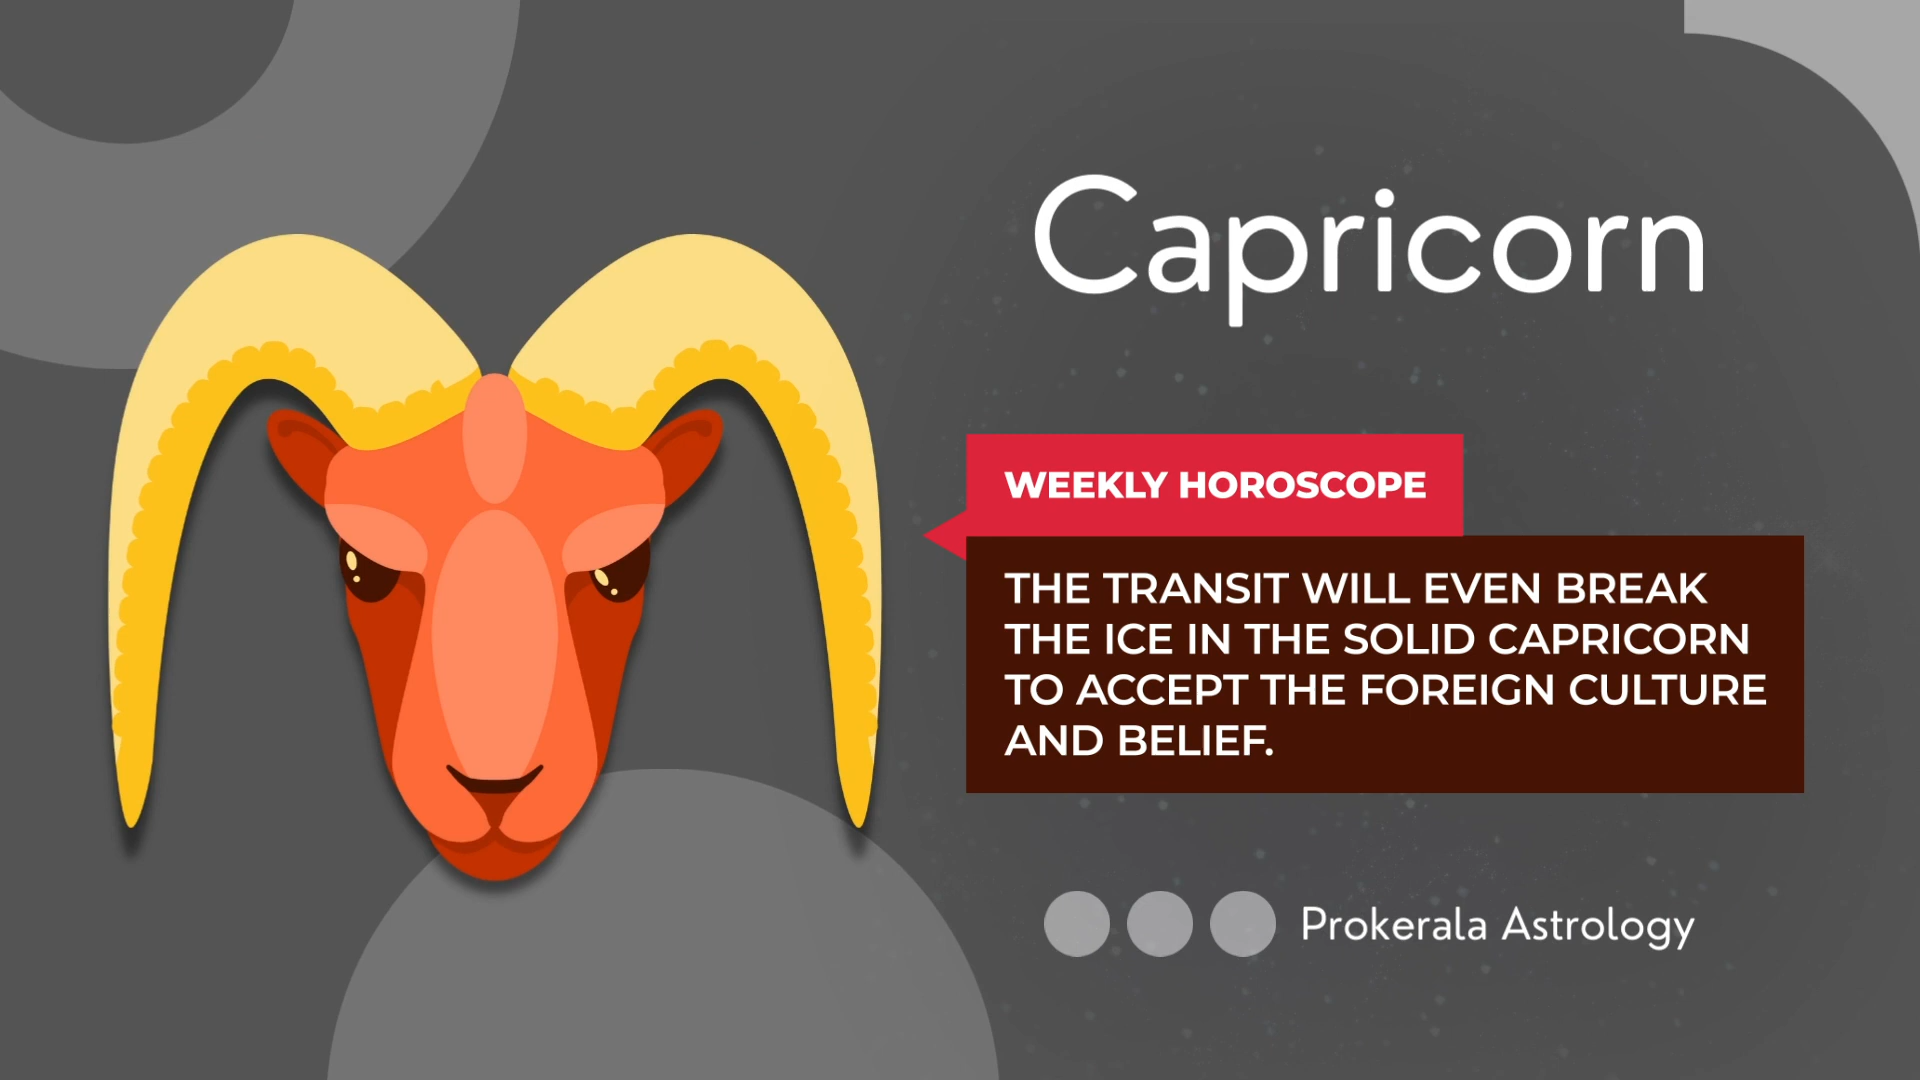 Capricorn
WEEKLY HOROSCOPE
THE TRANSIT WILL EVEN BREAK
THE ICE IN THE SOLID CAPRICORN
TO ACCEPT THE FOREIGN CULTURE
AND BELIEF.
Prokerala Astrology